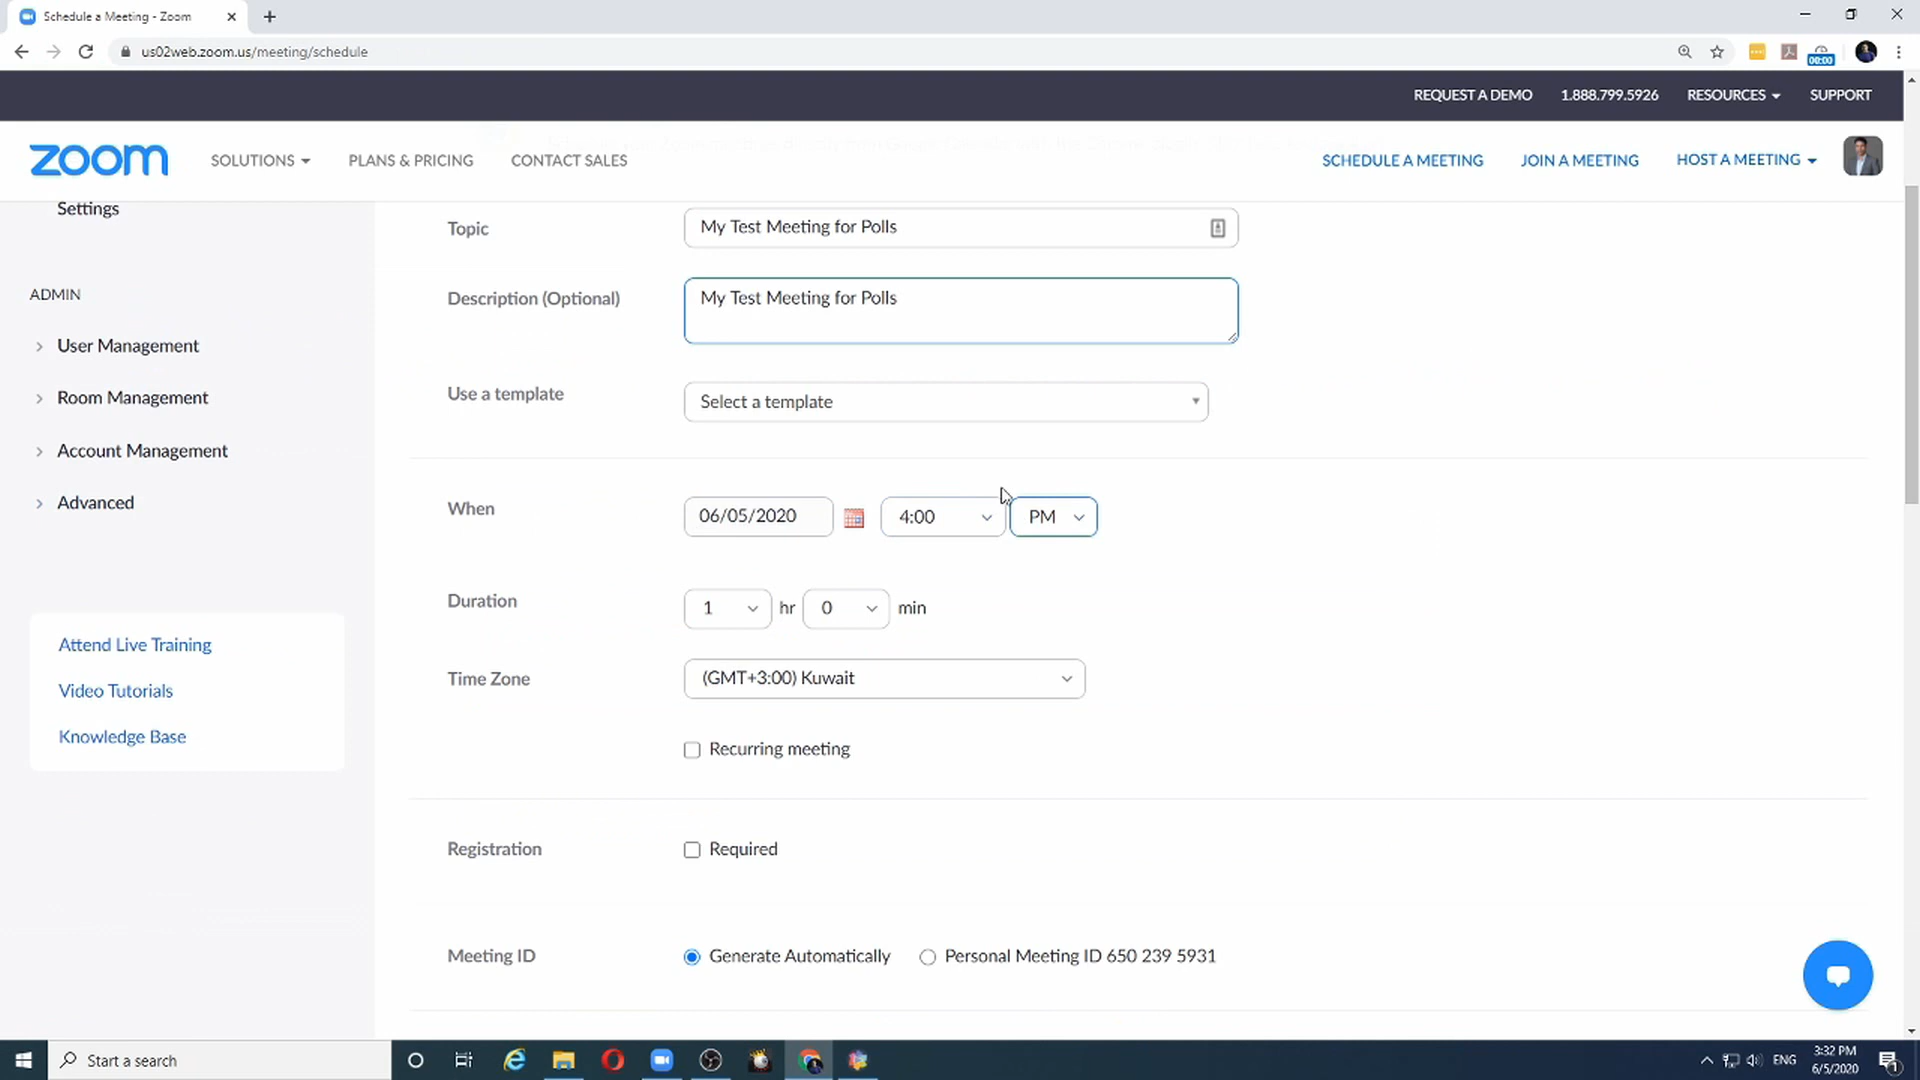 Schedule a Meeting - Zoom
us02web.zoom.us/meeting/schedule
00:00
REQUEST A DEMO 1.888.799.5926 RESOURCES SUPPORT
zoom SOLUTIONS PLANS & PRICING CONTACT SALES SCHEDULE A MEETING JOIN A MEETING HOST A MEETING
Settings
ADMIN
User Management
Room Management
Account Management
Advanced
Attend Live Training
Video Tutorials
Knowledge Base
Topic My Test Meeting for Polls
Description (Optional) My Test Meeting for Polls
Use a template Select a template
When 06/05/2020 4:00 PM
Duration 1 hr 0 min
Time Zone (GMT+3:00) Kuwait
Recurring meeting
Registration Required
Meeting ID Generate Automatically Personal Meeting ID 650 239 5931
Start a search
ENG
3:32 PM
6/5/2020
1